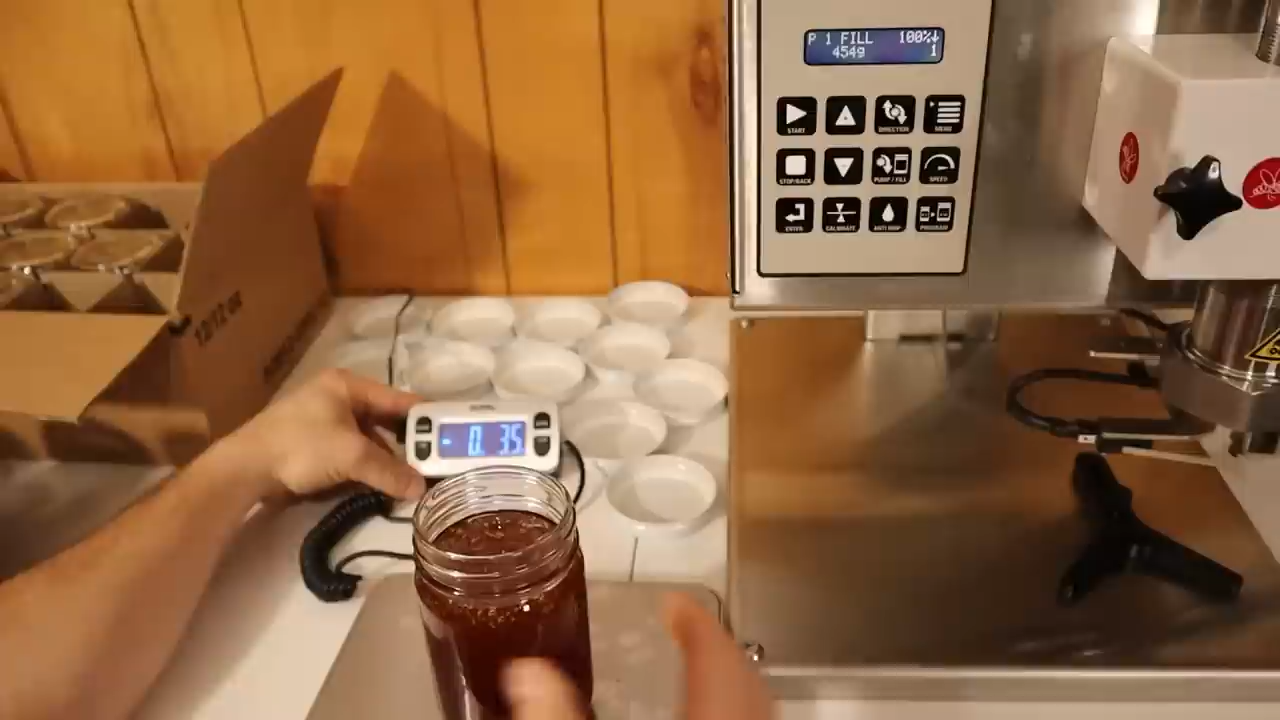 P 1 FILL 100%↓
454g 1
START
DIRECTION
MENU
STOP/BACK
PUMP / FILL
SPEED
ENTER
CALIBRATE
ANTI DRIP
PROGRAM
12/12 oz
- 0. 35